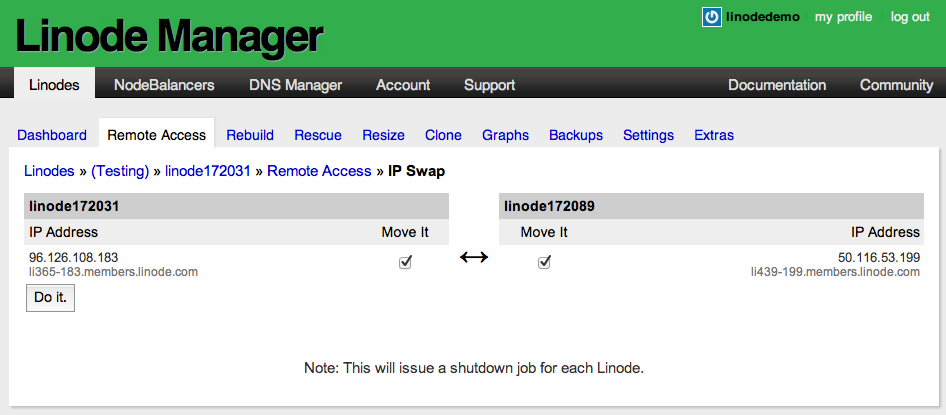 Linode Manager
linodedemo my profile log out
Linodes NodeBalancers DNS Manager Account Support Documentation Community
Dashboard Remote Access Rebuild Rescue Resize Clone Graphs Backups Settings Extras
Linodes » (Testing) » linode172031 » Remote Access » IP Swap
linode172031 linode172089
IP Address Move It Move It IP Address
96.126.108.183 ↔ 50.116.53.199
li365-183.members.linode.com li439-199.members.linode.com
Do it.
Note: This will issue a shutdown job for each Linode.